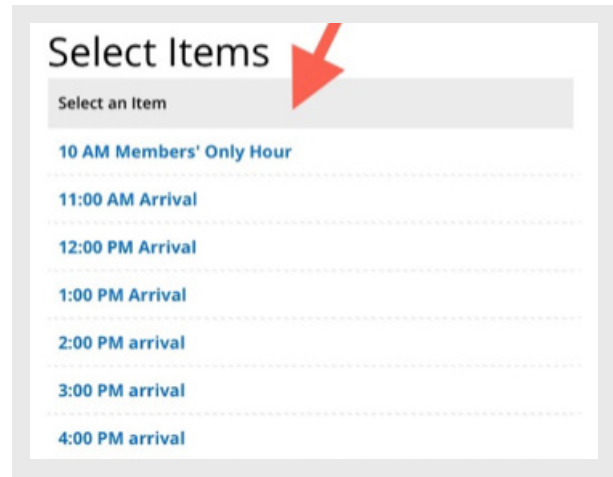 Select Items
Select an Item
10 AM Members' Only Hour
11:00 AM Arrival
12:00 PM Arrival
1:00 PM Arrival
2:00 PM arrival
3:00 PM arrival
4:00 PM arrival